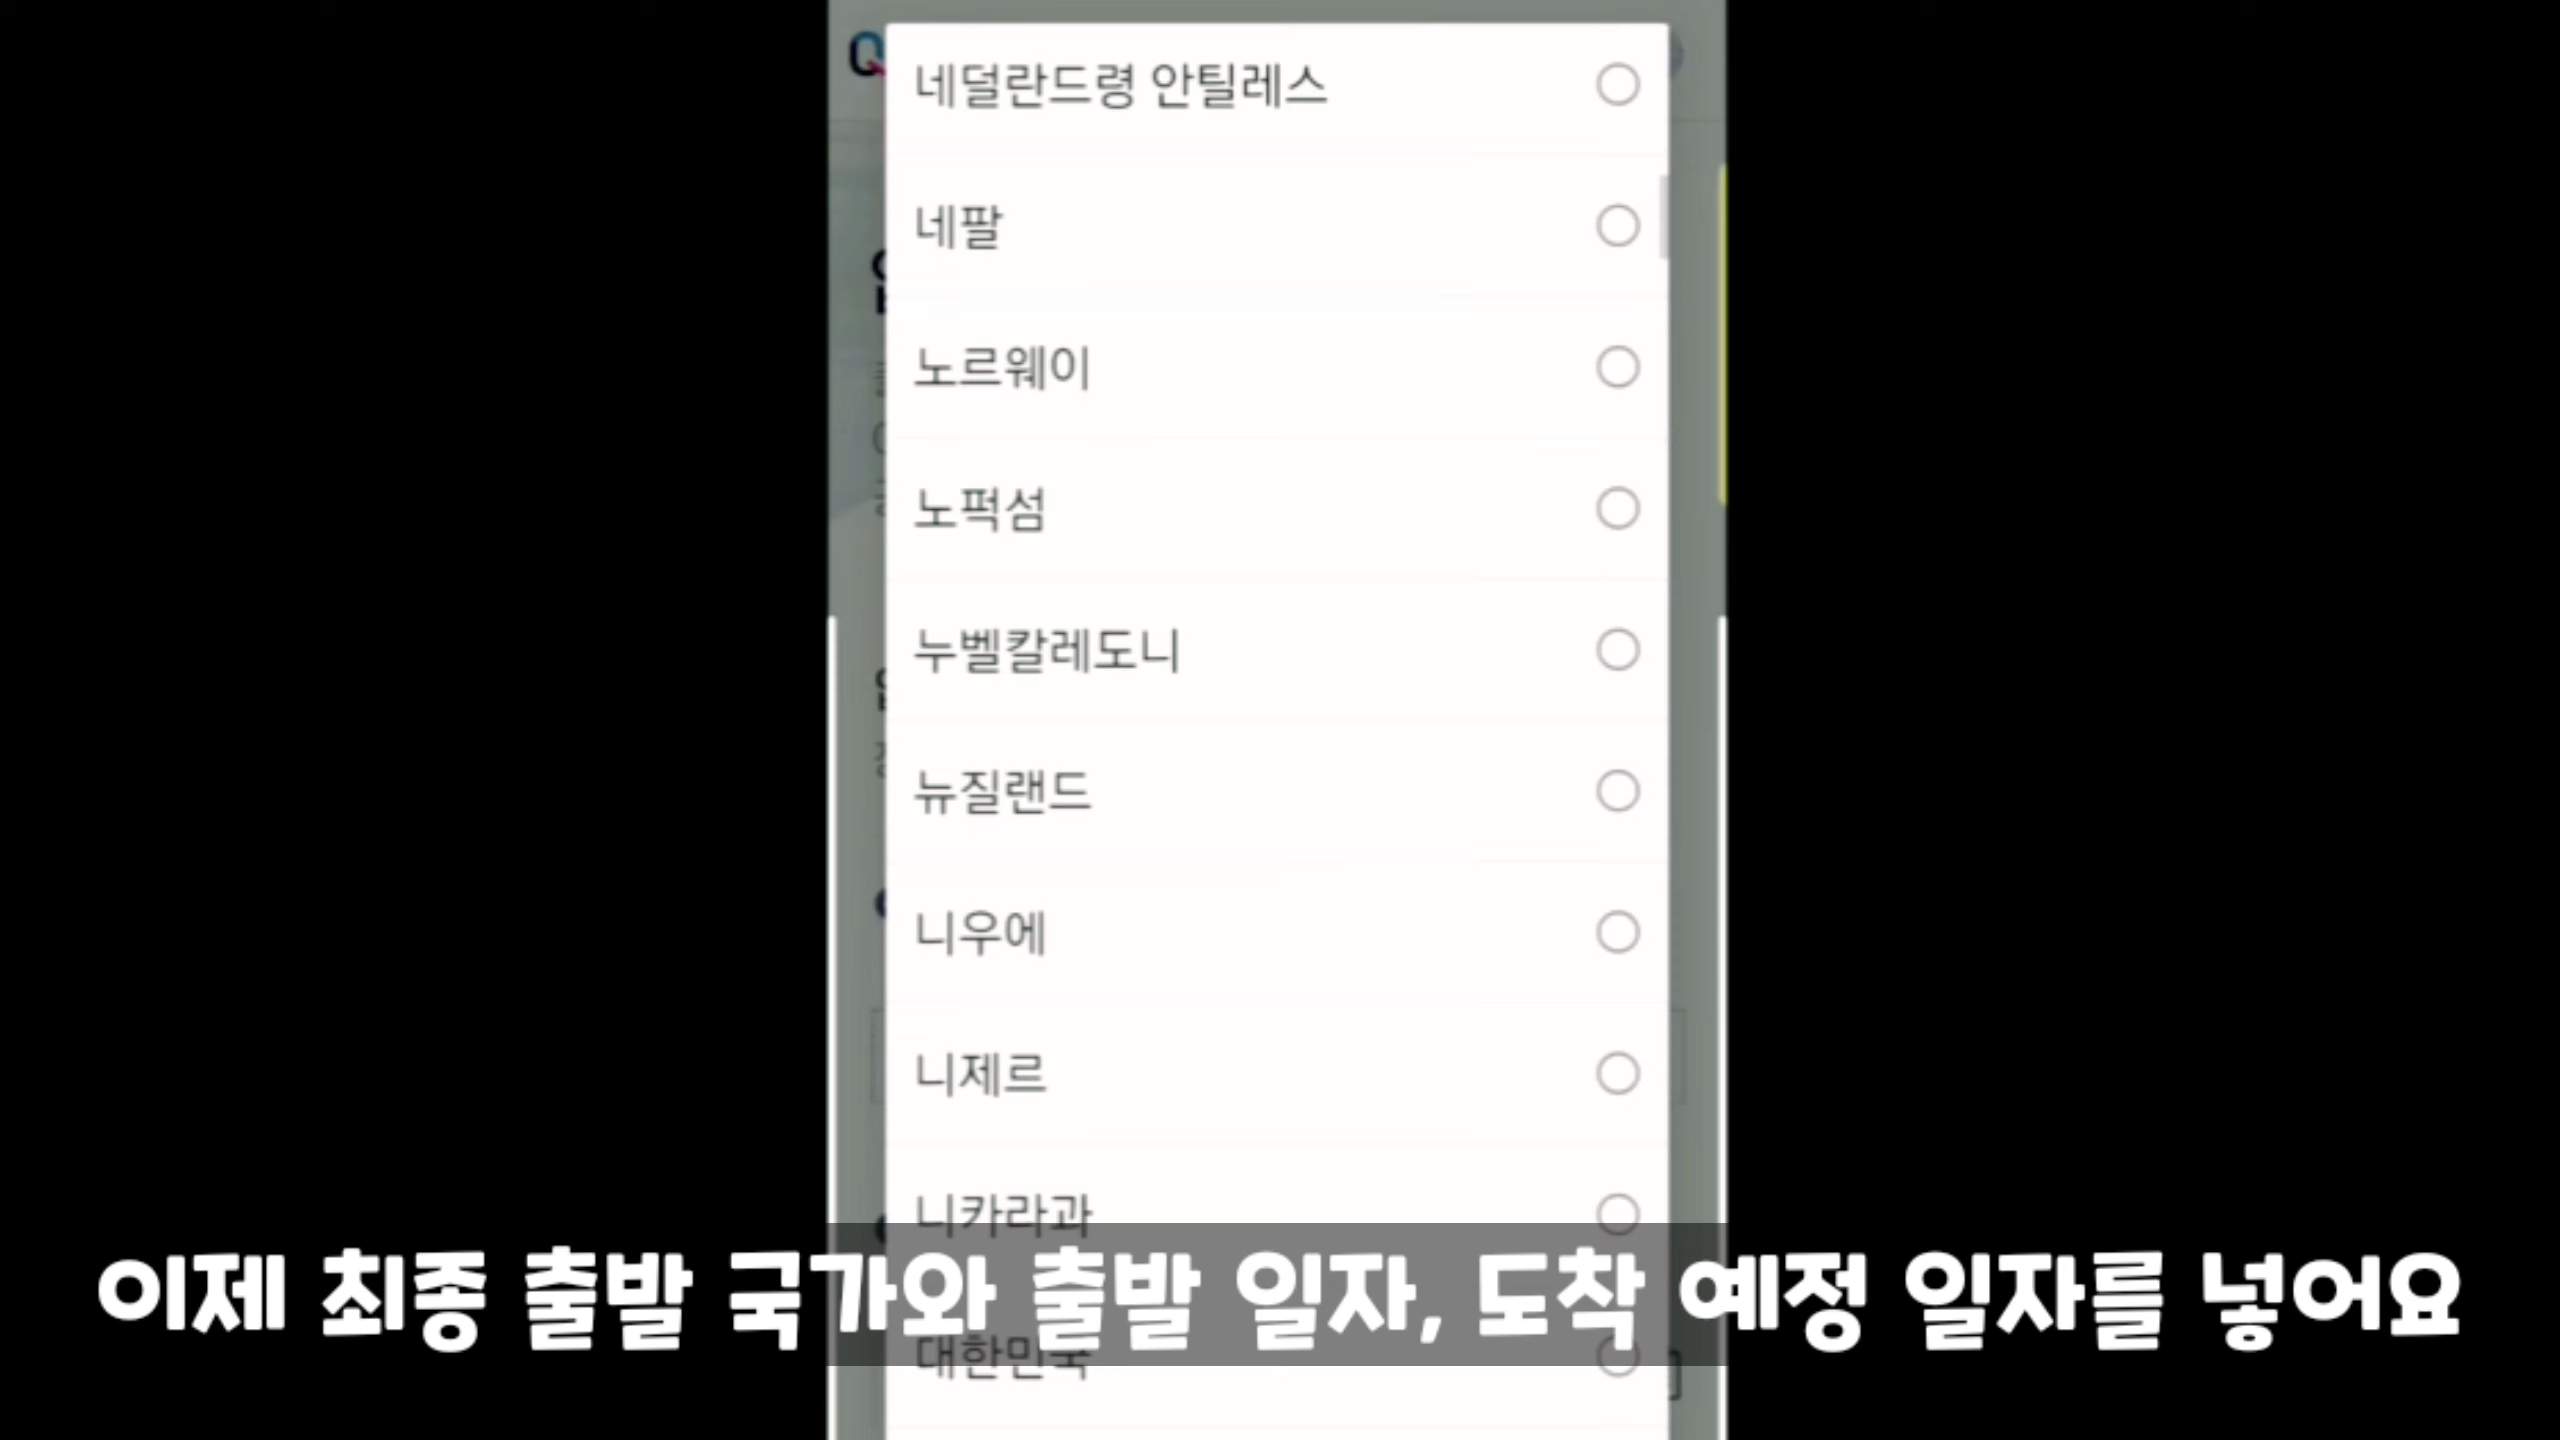 네덜란드령 안틸레스
네팔
노르웨이
노퍽섬
누벨칼레도니
뉴질랜드
니우에
니제르
니카라과
이제 최종 출발 국가와 출발 일자, 도착 예정 일자를 넣어요
대한민국